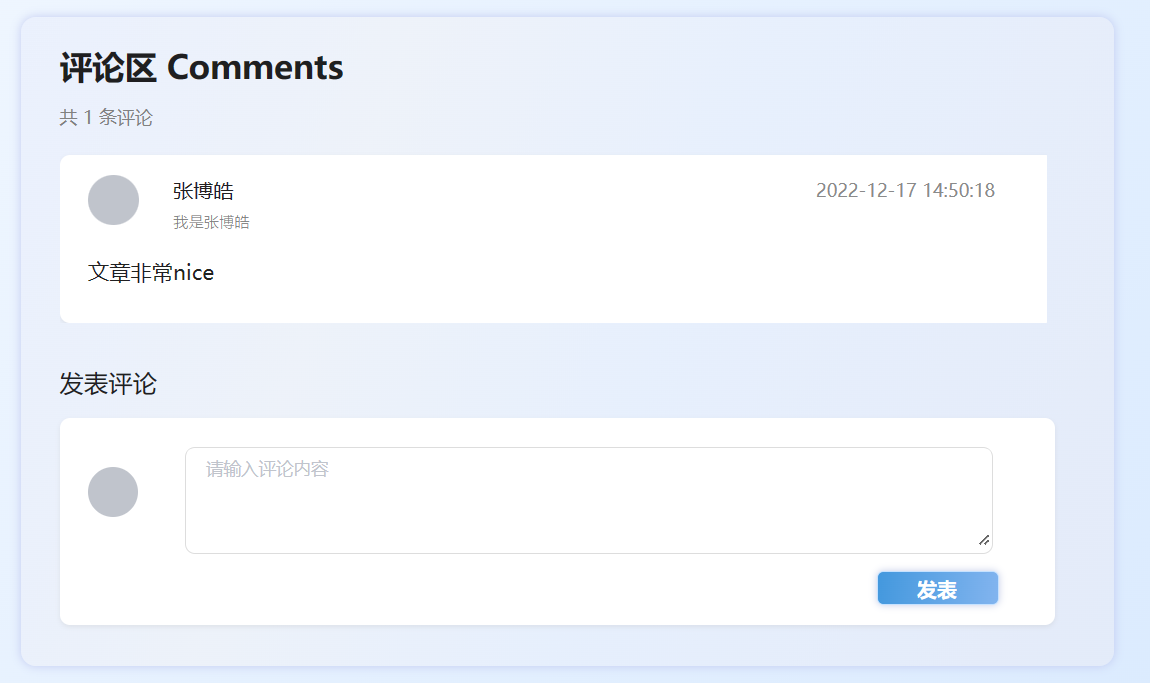 评论区 Comments
共 1 条评论
张博皓
2022-12-17 14:50:18
我是张博皓
文章非常nice
发表评论
请输入评论内容
发表